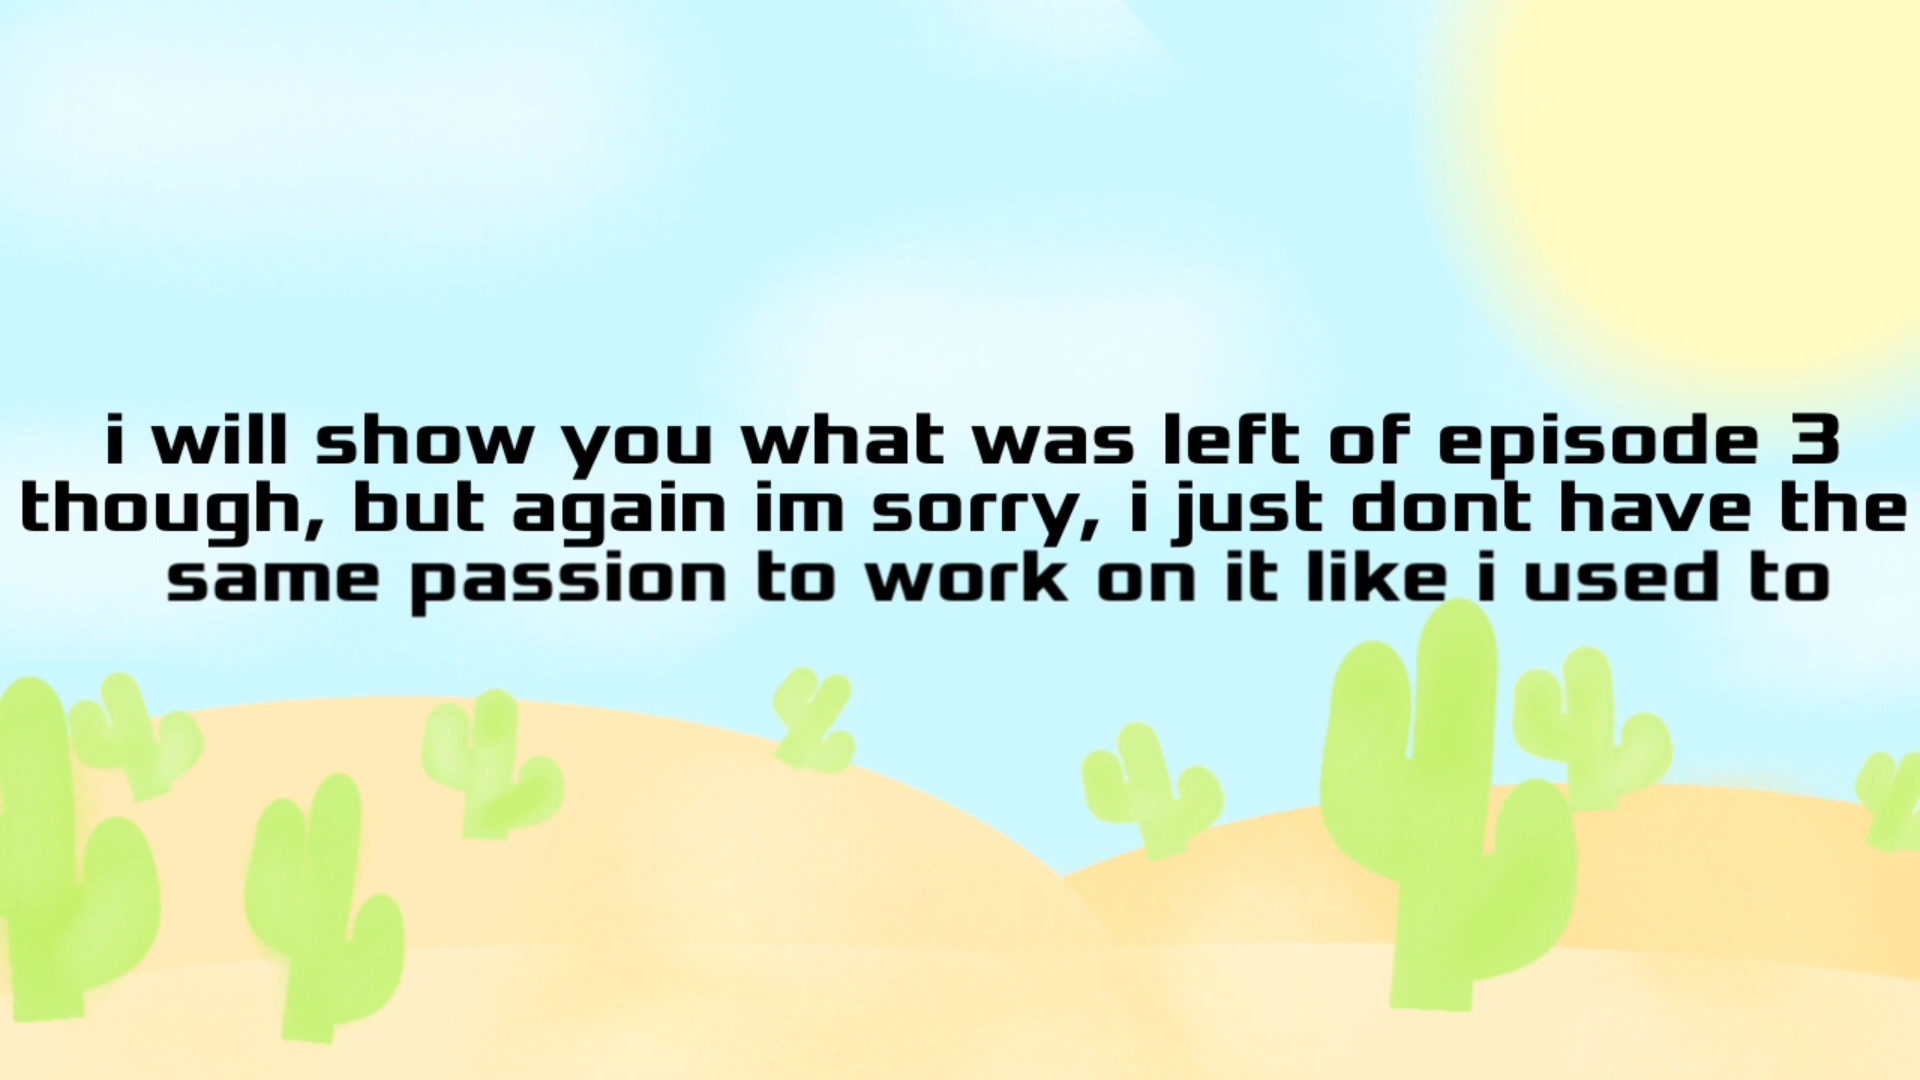 i will show you what was left of episode 3
though, but again im sorry, i just dont have the
same passion to work on it like i used to